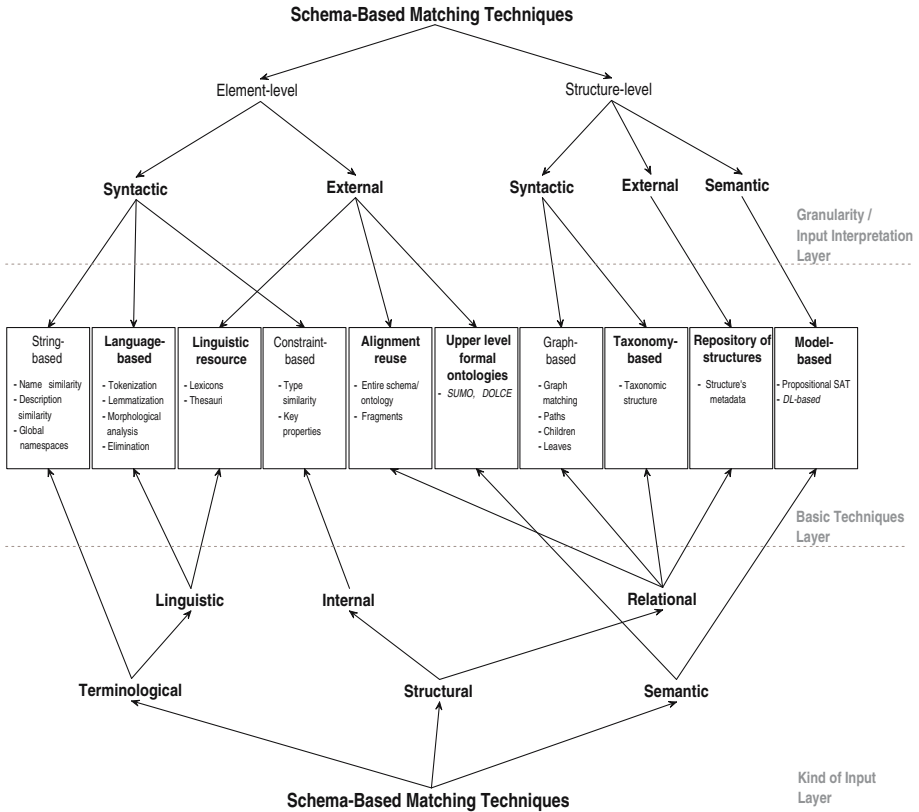 Schema-Based Matching Techniques
Element-level
Structure-level
Syntactic
External
Syntactic
External
Semantic
Granularity /
Input Interpretation
Layer
String-
based
- Name similarity
- Description
similarity
- Global
namespaces
Language-
based
- Tokenization
- Lemmatization
- Morphological
analysis
- Elimination
Linguistic
resource
- Lexicons
- Thesauri
Constraint-
based
- Type
similarity
- Key
properties
Alignment
reuse
- Entire schema/
ontology
- Fragments
Upper level
formal
ontologies
- SUMO, DOLCE
Graph-
based
- Graph
matching
- Paths
- Children
- Leaves
Taxonomy-
based
- Taxonomic
structure
Repository of
structures
- Structure's
metadata
Model-
based
- Propositional SAT
- DL-based
Basic Techniques
Layer
Linguistic
Internal
Relational
Terminological
Structural
Semantic
Kind of Input
Layer
Schema-Based Matching Techniques